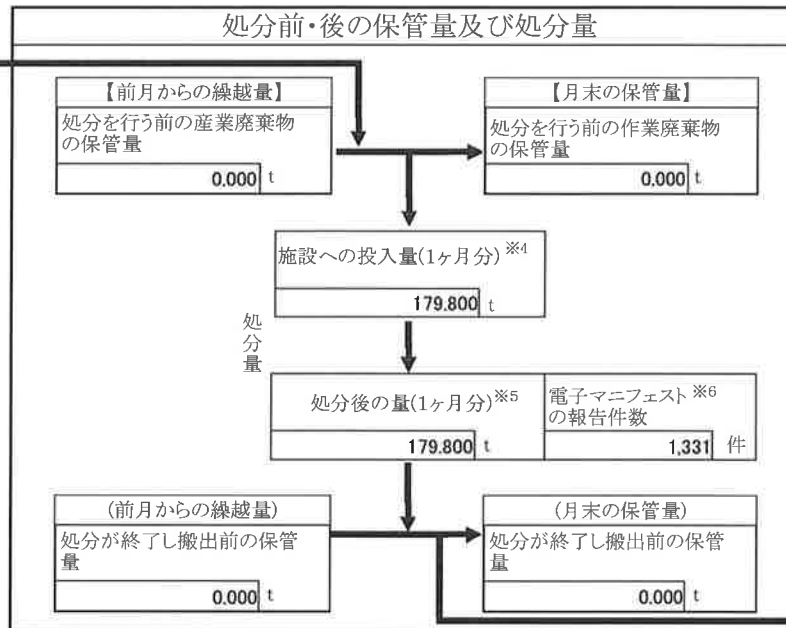 処分前・後の保管量及び処分量
【前月からの繰越量】
処分を行う前の産業廃棄物
の保管量
0.000 t
【月末の保管量】
処分を行う前の作業廃棄物
の保管量
0.000 t
施設への投入量(1ヶ月分)※4
179.800 t
処分量
処分後の量(1ヶ月分)※5
179.800 t
電子マニフェスト※6
の報告件数
1,331 件
(前月からの繰越量)
処分が終了し搬出前の保管
量
0.000 t
(月末の保管量)
処分が終了し搬出前の保管
量
0.000 t